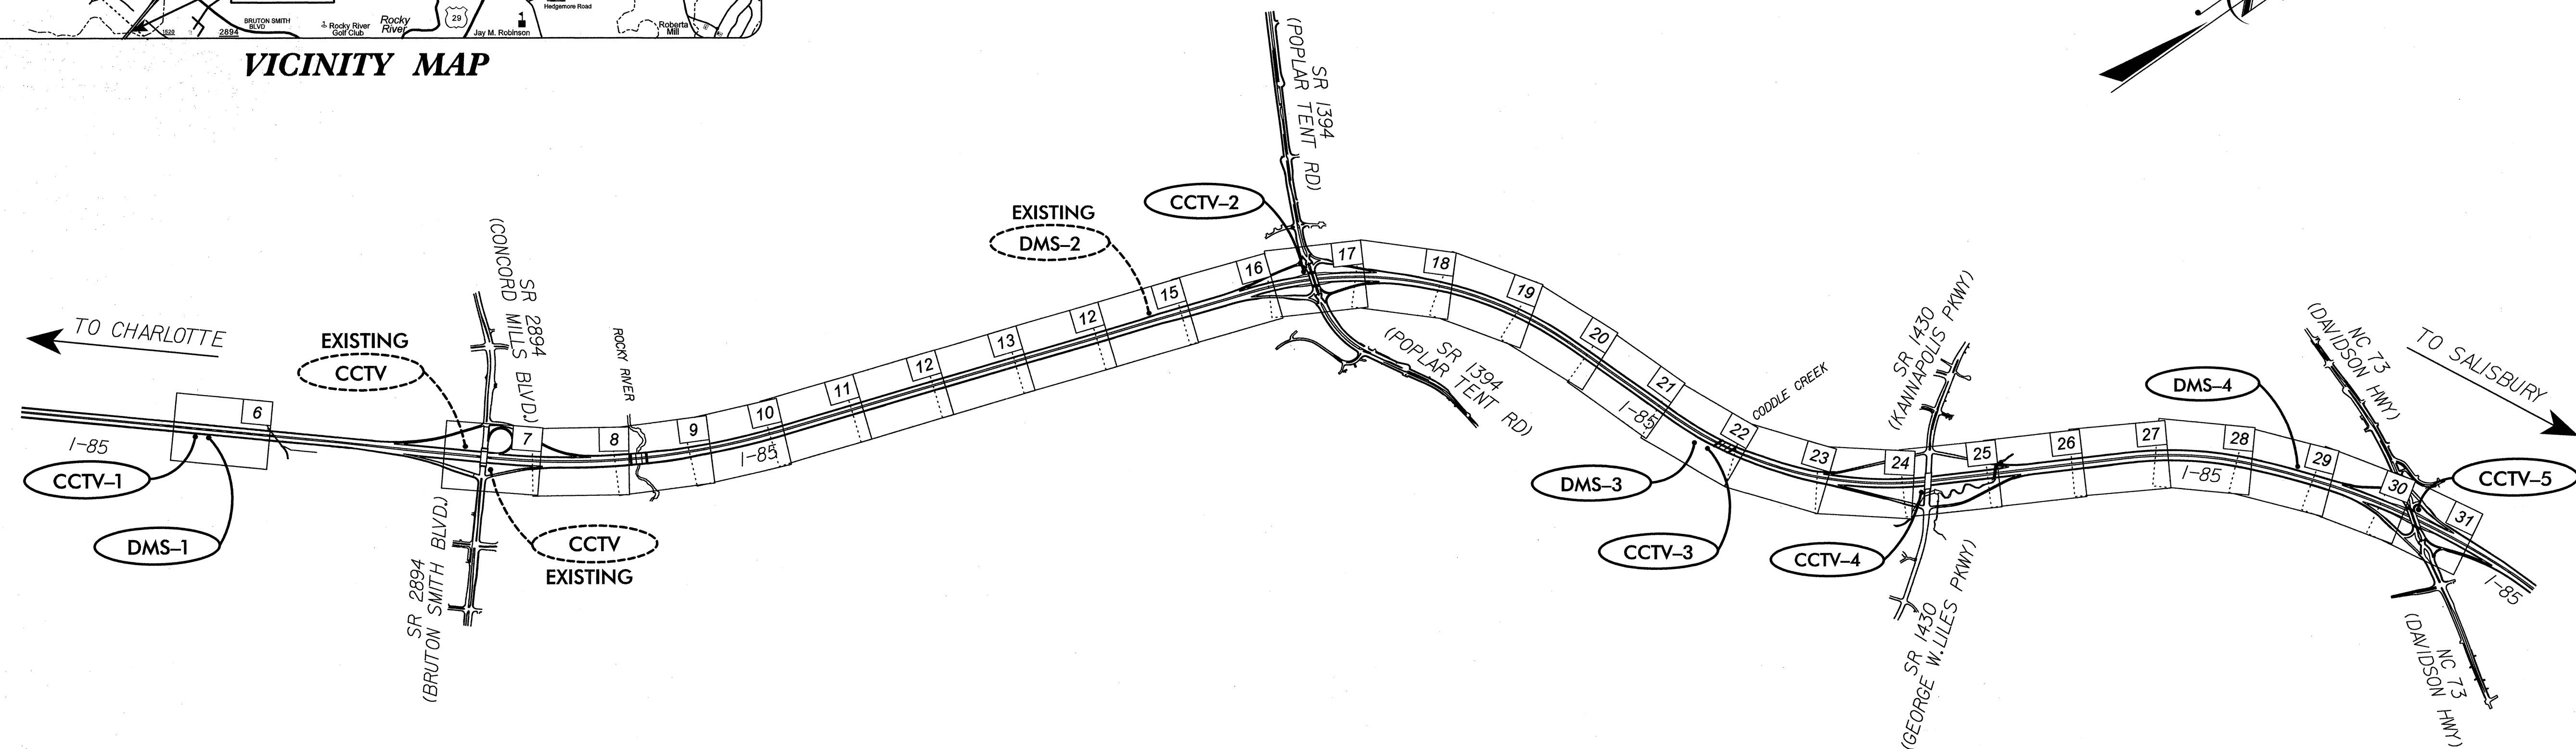 Hedgemore Road
BRUTON SMITH
BLVD
1626
2894
Rocky River
Golf Club
Rocky
River
29
Jay M. Robinson
Roberta
Mill
VICINITY MAP
TO CHARLOTTE
I-85
6
CCTV-1
DMS-1
EXISTING
CCTV
SR 2894
(CONCORD MILLS BLVD.)
SR 2894
(BRUTON SMITH BLVD.)
7
CCTV
EXISTING
8
ROCKY RIVER
9
10
I-85
11
12
13
12
15
EXISTING
DMS-2
16
CCTV-2
SR 1394
(POPLAR TENT RD)
17
SR 1394
(POPLAR TENT RD)
18
19
20
21
I-85
22
CODDLE CREEK
DMS-3
CCTV-3
23
24
CCTV-4
SR 1430
(KANNAPOLIS PKWY)
SR 1430
(GEORGE W.LILES PKWY)
25
26
27
I-85
28
DMS-4
29
30
NC 73
(DAVIDSON HWY)
CCTV-5
31
TO SALISBURY
I-85
NC 73
(DAVIDSON HWY)